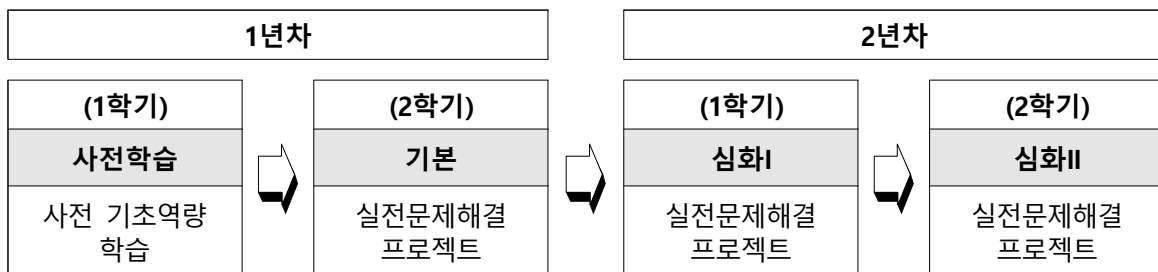 1년차
2년차
(1학기)
(2학기)
(1학기)
(2학기)
사전학습
기본
심화I
심화II
사전 기초역량
학습
실전문제해결
프로젝트
실전문제해결
프로젝트
실전문제해결
프로젝트